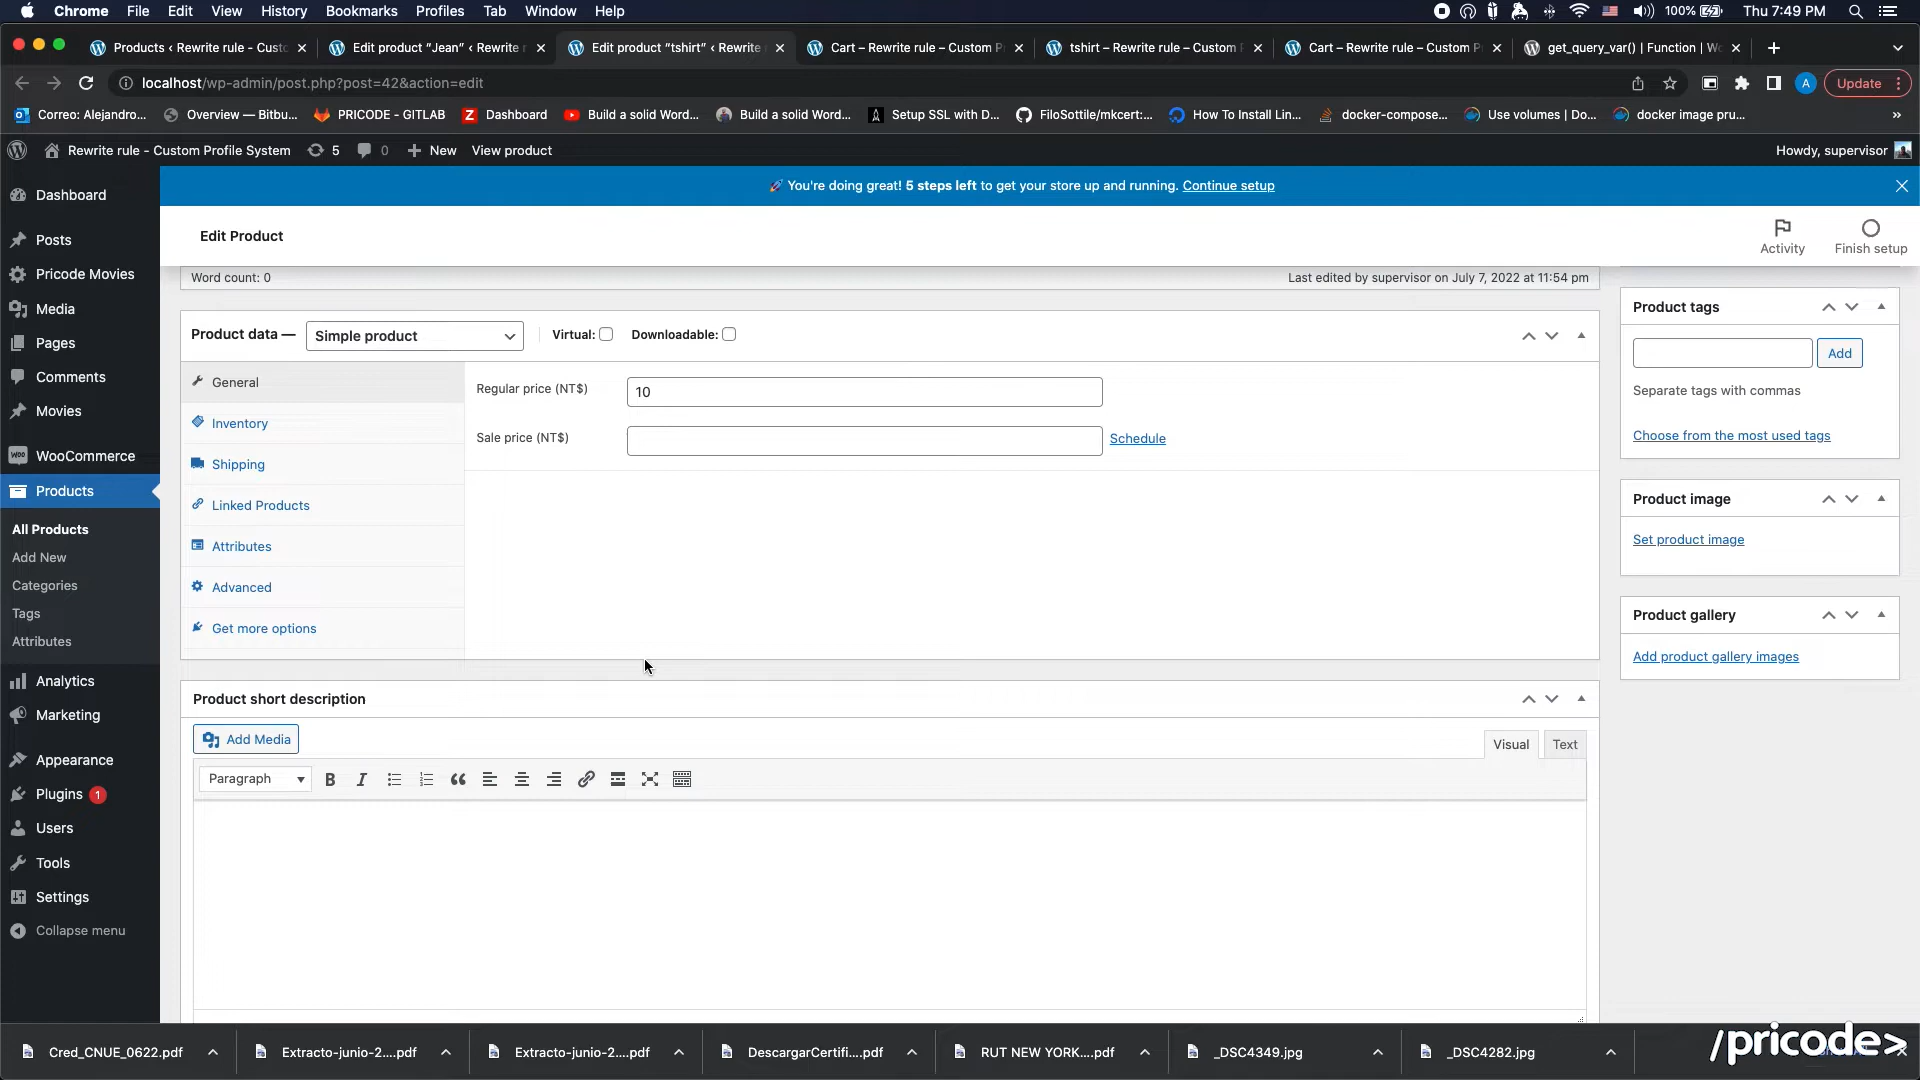 Chrome File Edit View History Bookmarks Profiles Tab Window Help 100% Thu 7:49 PM
Products ‹ Rewrite rule - Custo
Edit product “Jean” ‹ Rewrite r
Edit product “tshirt” ‹ Rewrite
Cart – Rewrite rule – Custom P
tshirt – Rewrite rule – Custom
Cart – Rewrite rule – Custom P
get_query_var() | Function | Wo
localhost/wp-admin/post.php?post=42&action=edit
A
Update
Correo: Alejandro...
Overview — Bitbu...
PRICODE - GITLAB
Dashboard
Build a solid Word...
Build a solid Word...
Setup SSL with D...
FiloSottile/mkcert:...
How To Install Lin...
docker-compose...
Use volumes | Do...
docker image pru...
»
Rewrite rule - Custom Profile System 5 0 + New View product
Howdy, supervisor
🚀 You're doing great! 5 steps left to get your store up and running. Continue setup
Dashboard
Posts
Pricode Movies
Media
Pages
Comments
Movies
WooCommerce
Products
All Products
Add New
Categories
Tags
Attributes
Analytics
Marketing
Appearance
Plugins 1
Users
Tools
Settings
Collapse menu
Edit Product
Activity
Finish setup
Word count: 0
Last edited by supervisor on July 7, 2022 at 11:54 pm
Product data —
Simple product
Virtual:
Downloadable:
General
Inventory
Shipping
Linked Products
Attributes
Advanced
Get more options
Regular price (NT$)
10
Sale price (NT$)
Schedule
Product short description
Add Media
Visual
Text
Paragraph
B
I
Product tags
Add
Separate tags with commas
Choose from the most used tags
Product image
Set product image
Product gallery
Add product gallery images
Cred_CNUE_0622.pdf
Extracto-junio-2....pdf
Extracto-junio-2....pdf
DescargarCertifi....pdf
RUT NEW YORK....pdf
_DSC4349.jpg
_DSC4282.jpg
/pricode>